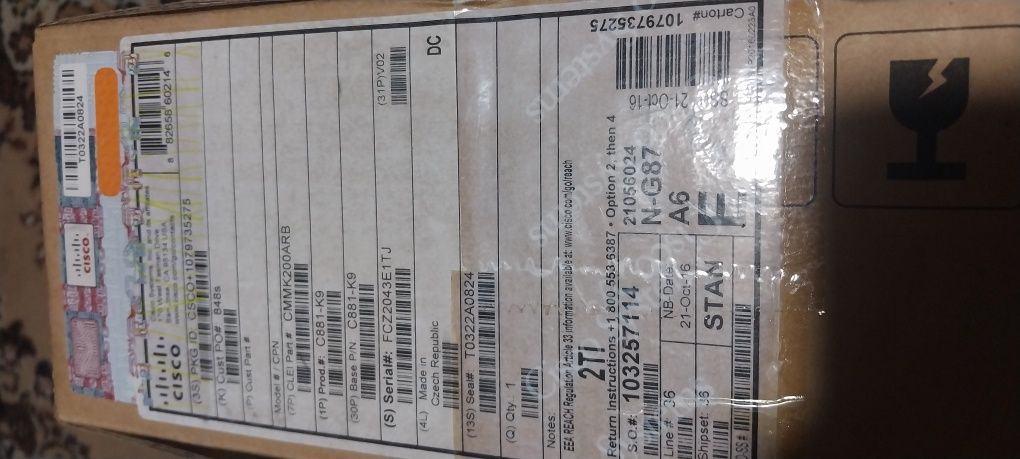 T0322A0824
CISCO
8 82658 60214 6
CISCO
(3S) PKG ID: CSCO+1079735275
(K) Cust PO# 848s
(P) Cust Part #
Model # / CPN
(7P) CLEI Part # CMMK200ARB
(1P) Prod.#: C881-K9
(30P) Base P/N C881-K9
(S) Serial#: FCZ2043E1TJ
(31P)V02
(4L) Made in
Czech Republic
DC
(13S) Seal# T0322A0824
(Q) Qty. 1
Notes:
EEA REACH Regulation Article 33 information available at: www.cisco.com/go/reach
2TI
Return Instructions +1 800 553 6387 • Option 2, then 4
S.O.#: 103257114
21056024
N-G87
A6
F
Line # 36
NB Date
21-Oct-16
Shipset: 36
STAN
21-Oct-16
Carton# 1079735275